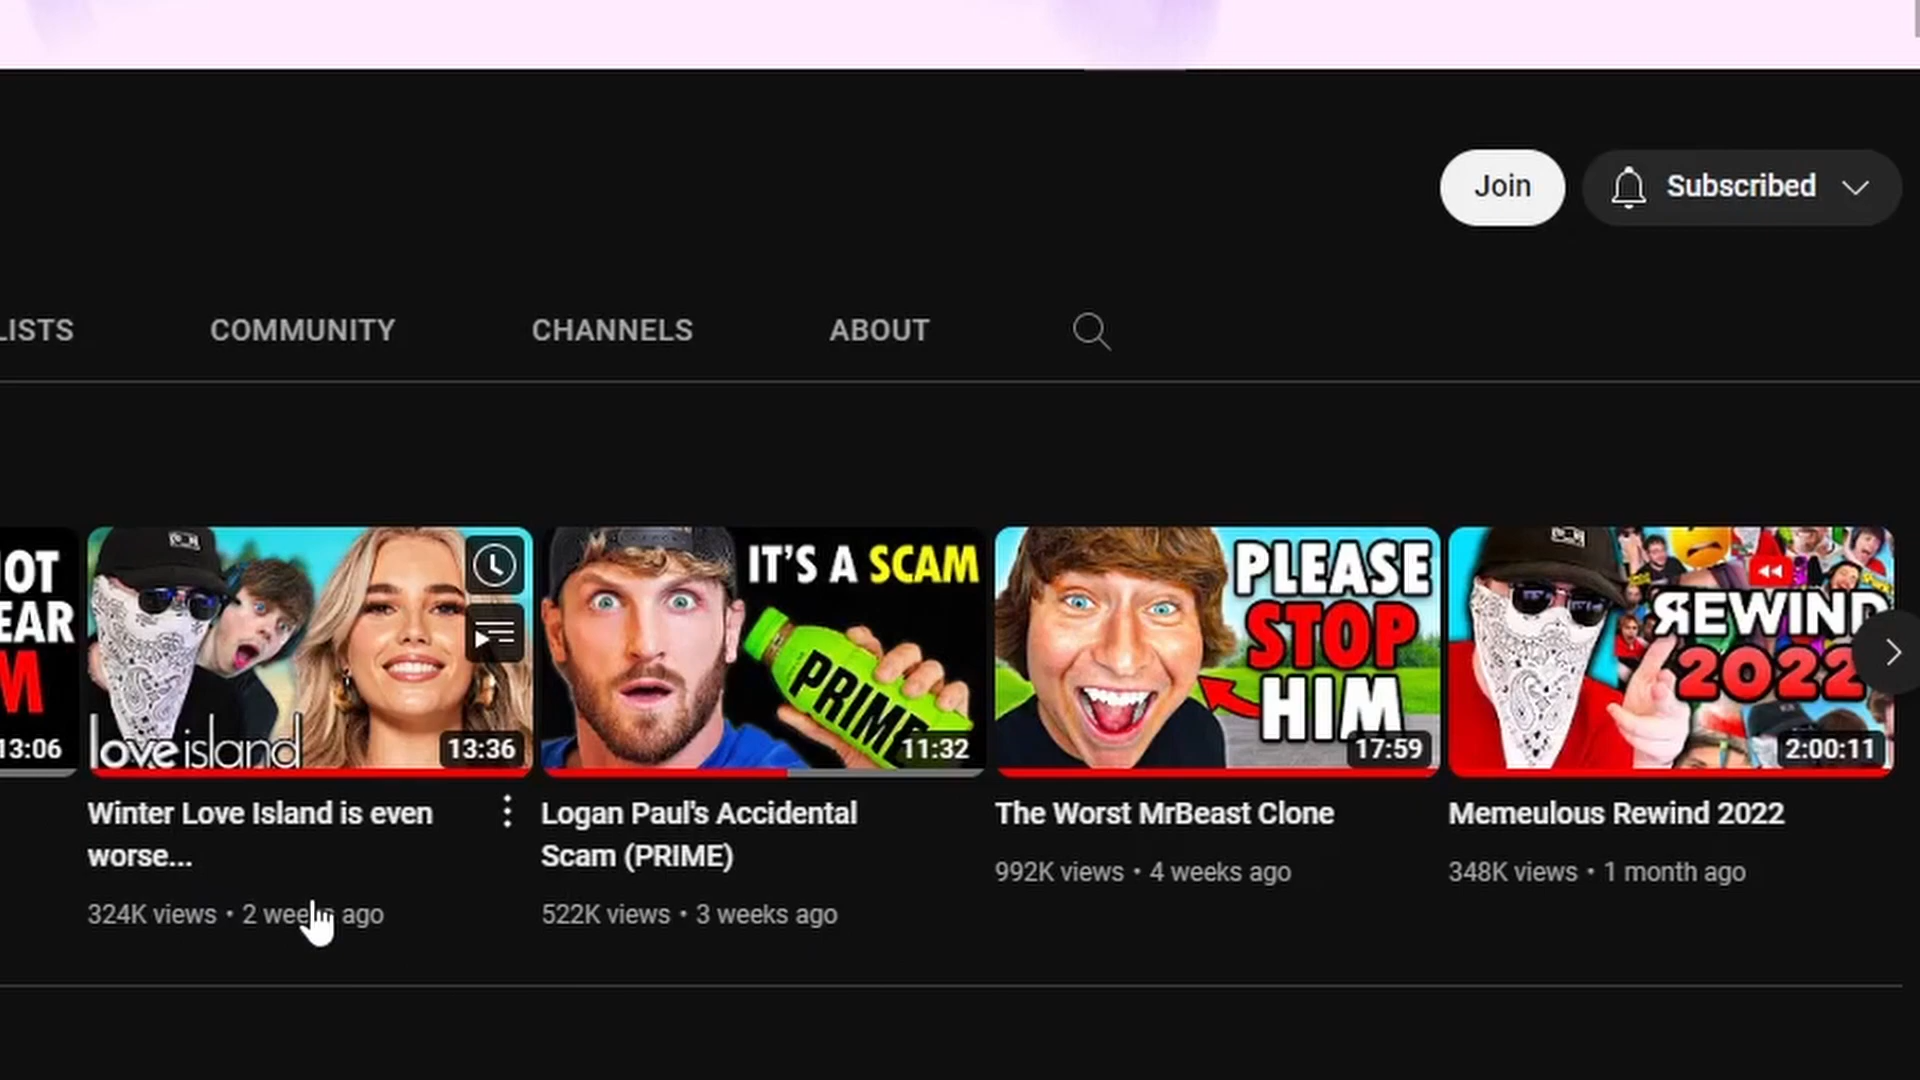 Join
Subscribed
LISTS
COMMUNITY
CHANNELS
ABOUT
OT
EAR
M
13:06
love island
13:36
IT'S A SCAM
PRIME
11:32
PLEASE
STOP
HIM
17:59
REWIND
2022
2:00:11
Winter Love Island is even
worse...
324K views • 2 weeks ago
Logan Paul's Accidental
Scam (PRIME)
522K views • 3 weeks ago
The Worst MrBeast Clone
992K views • 4 weeks ago
Memeulous Rewind 2022
348K views • 1 month ago